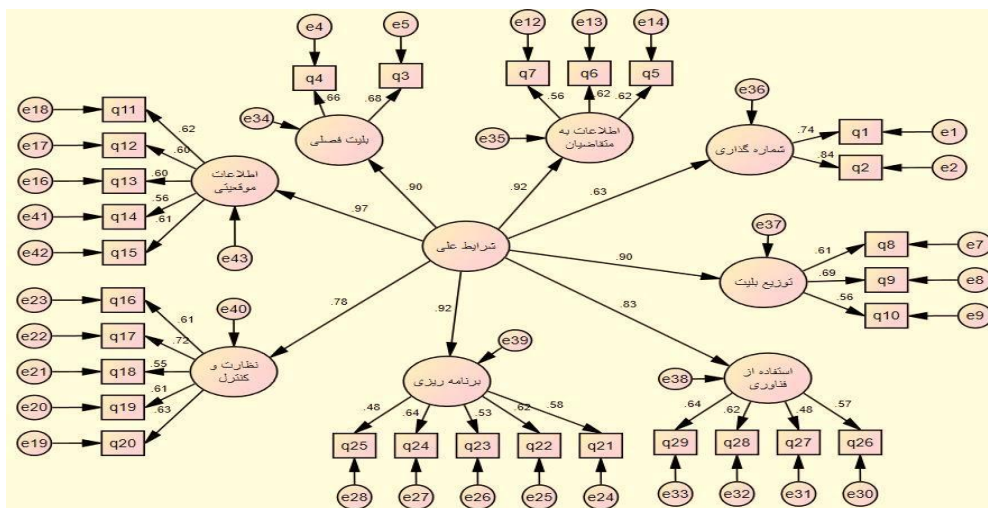 e4
e5
e12
e13
e14
q4
q3
q7
q6
q5
e36
e18
q11
.66
.68
.56
.62
.62
e34
بلیت فصلی
e35
اطلاعات به
متقاضیان
شماره گذاری
.74
q1
e1
.84
q2
e2
e17
q12
e16
q13
e41
q14
e42
q15
.62
.60
.60
.56
.61
اطلاعات
موقعیتی
e43
.90
.92
.63
.97
شرایط علی
.90
.78
.92
.83
e37
توزیع بلیت
.61
q8
e7
.69
q9
e8
.56
q10
e9
e23
q16
e22
q17
e21
q18
e20
q19
e19
q20
.61
.72
.55
.61
.63
e40
نظارت و
کنترل
e39
برنامه ریزی
.48
.64
.53
.62
.58
q25
q24
q23
q22
q21
e28
e27
e26
e25
e24
e38
استفاده از
فناوری
.64
.62
.48
.57
q29
q28
q27
q26
e33
e32
e31
e30